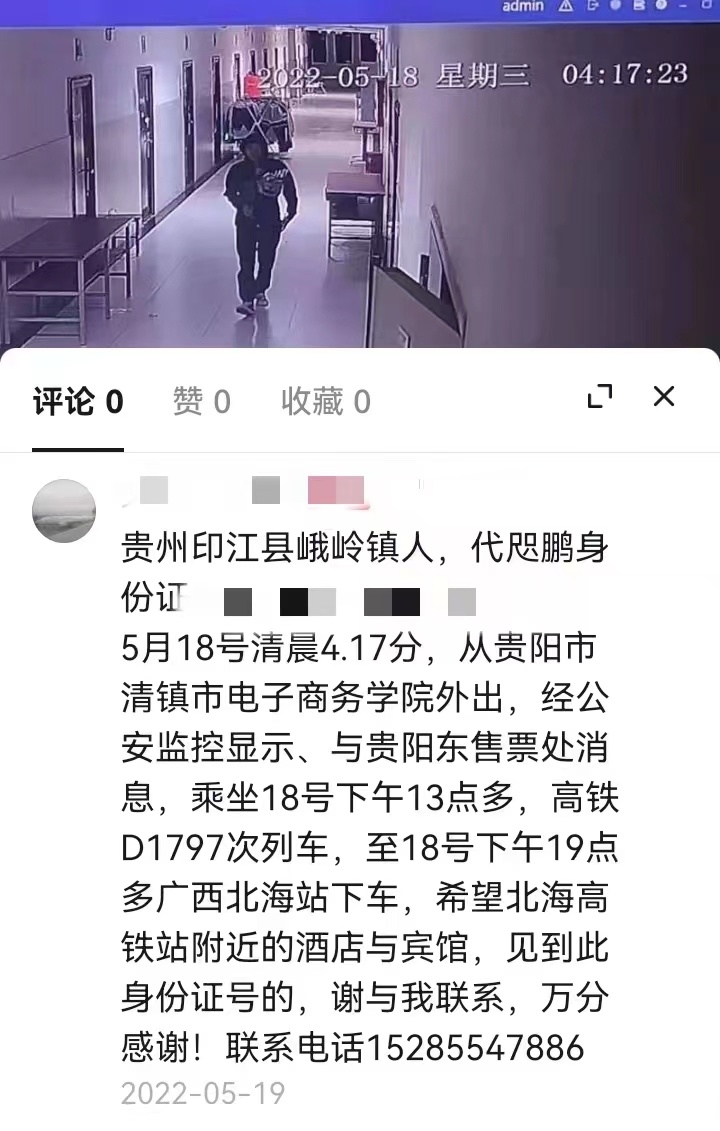 admin
2022-05-18 星期三 04:17:23
评论 0 赞 0 收藏 0
贵州印江县峨岭镇人，代咫鹏身
份证
5月18号清晨4.17分，从贵阳市
清镇市电子商务学院外出，经公
安监控显示、与贵阳东售票处消
息，乘坐18号下午13点多，高铁
D1797次列车，至18号下午19点
多广西北海站下车，希望北海高
铁站附近的酒店与宾馆，见到此
身份证号的，谢与我联系，万分
感谢！联系电话15285547886
2022-05-19